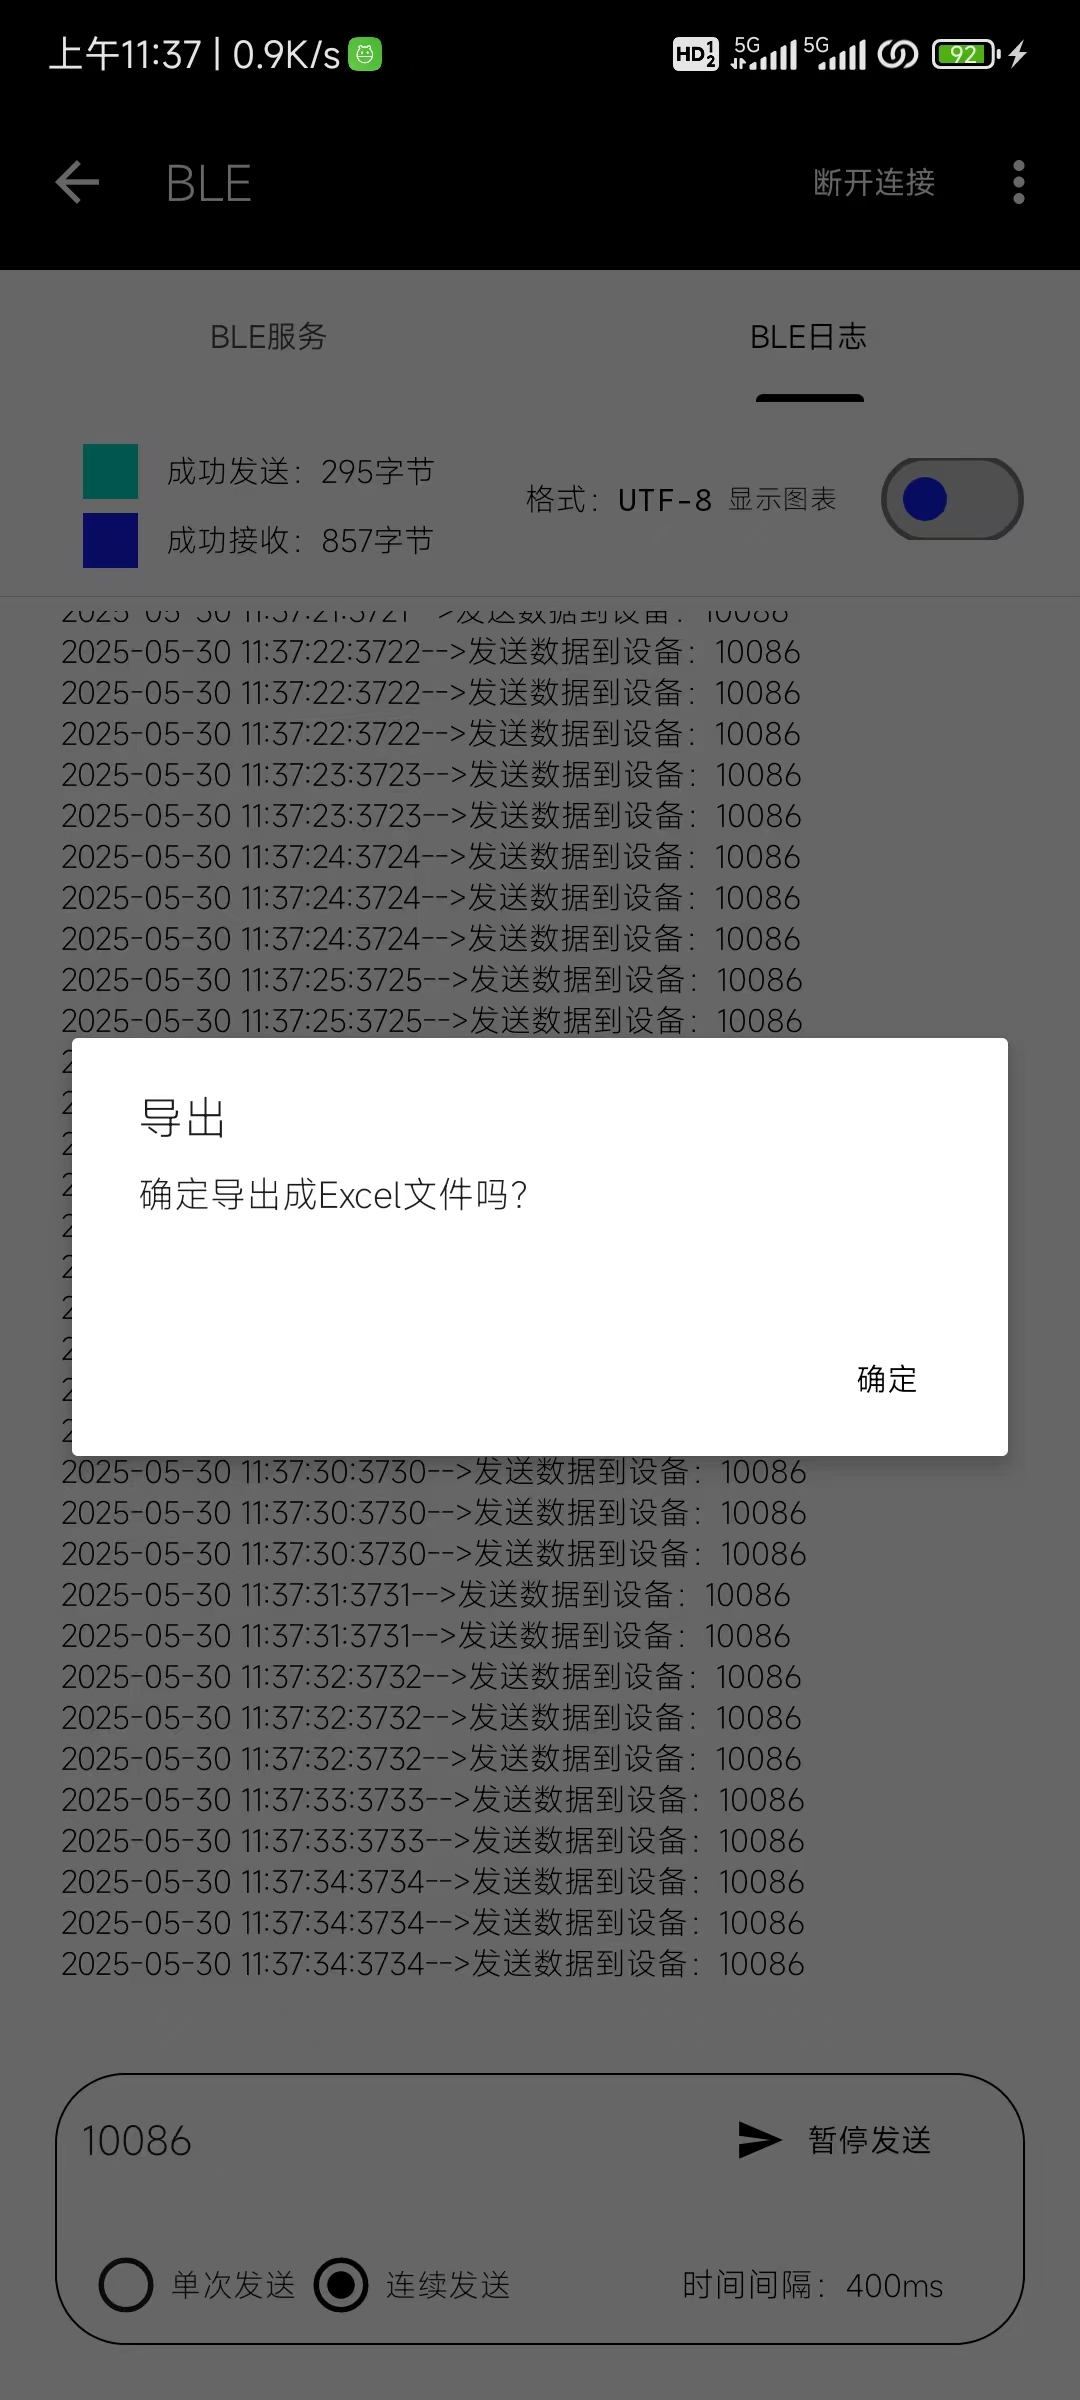 上午11:37 | 0.9K/s HD 1 2 5G 5G 92
BLE 断开连接
BLE服务 BLE日志
成功发送：295字节
格式：UTF-8 显示图表
成功接收：857字节
2025-05-30 11:37:21:3721-->发送数据到设备：10086
2025-05-30 11:37:22:3722-->发送数据到设备：10086
2025-05-30 11:37:22:3722-->发送数据到设备：10086
2025-05-30 11:37:22:3722-->发送数据到设备：10086
2025-05-30 11:37:23:3723-->发送数据到设备：10086
2025-05-30 11:37:23:3723-->发送数据到设备：10086
2025-05-30 11:37:24:3724-->发送数据到设备：10086
2025-05-30 11:37:24:3724-->发送数据到设备：10086
2025-05-30 11:37:24:3724-->发送数据到设备：10086
2025-05-30 11:37:25:3725-->发送数据到设备：10086
2025-05-30 11:37:25:3725-->发送数据到设备：10086
导出
确定导出成Excel文件吗？
确定
2025-05-30 11:37:30:3730-->发送数据到设备：10086
2025-05-30 11:37:30:3730-->发送数据到设备：10086
2025-05-30 11:37:30:3730-->发送数据到设备：10086
2025-05-30 11:37:31:3731-->发送数据到设备：10086
2025-05-30 11:37:31:3731-->发送数据到设备：10086
2025-05-30 11:37:32:3732-->发送数据到设备：10086
2025-05-30 11:37:32:3732-->发送数据到设备：10086
2025-05-30 11:37:32:3732-->发送数据到设备：10086
2025-05-30 11:37:33:3733-->发送数据到设备：10086
2025-05-30 11:37:33:3733-->发送数据到设备：10086
2025-05-30 11:37:34:3734-->发送数据到设备：10086
2025-05-30 11:37:34:3734-->发送数据到设备：10086
2025-05-30 11:37:34:3734-->发送数据到设备：10086
10086 暂停发送
单次发送 连续发送 时间间隔：400ms